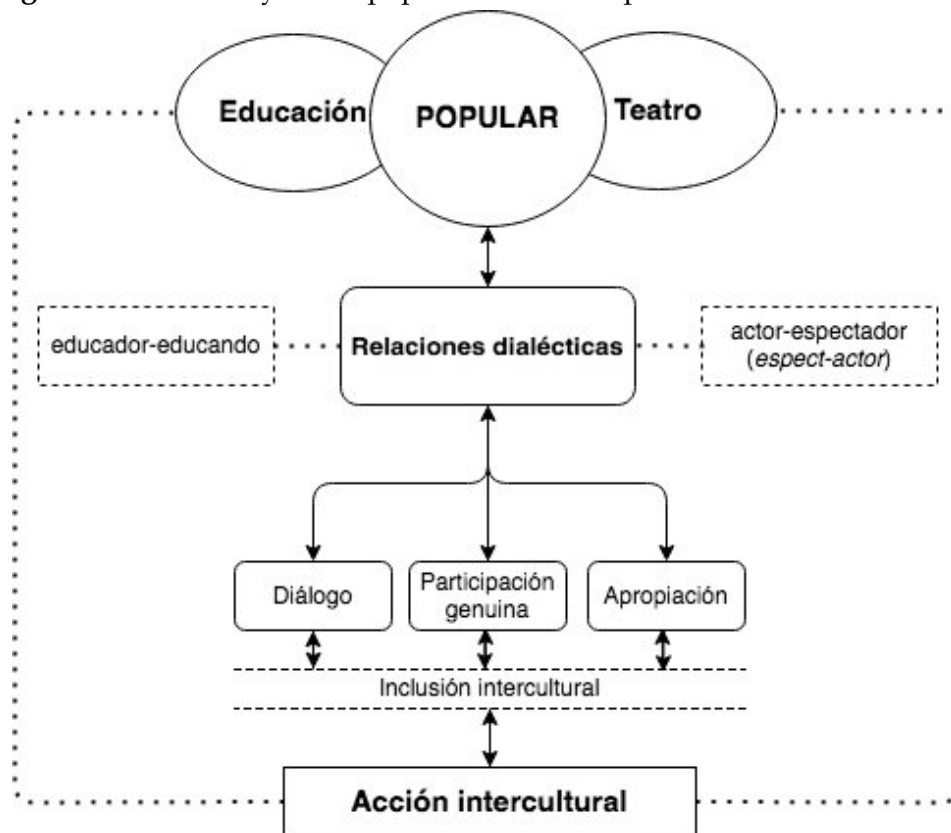 Educación
POPULAR
Teatro
educador-educando
Relaciones dialécticas
actor-espectador
(espect-actor)
Diálogo
Participación
genuina
Apropiación
Inclusión intercultural
Acción intercultural